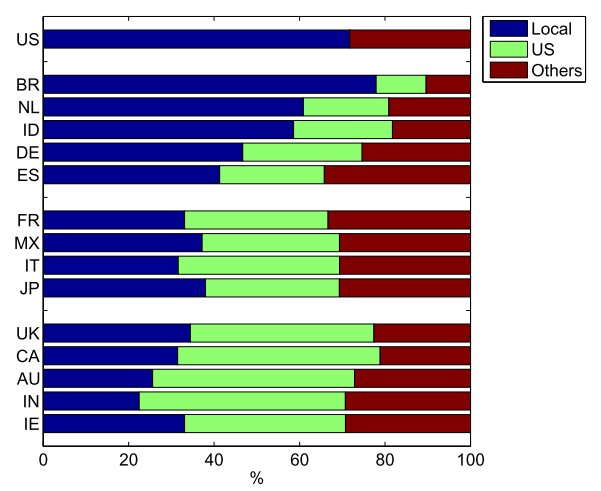 US
BR
NL
ID
DE
ES
FR
MX
IT
JP
UK
CA
AU
IN
IE
0 20 40 60 80 100
%
Local
US
Others